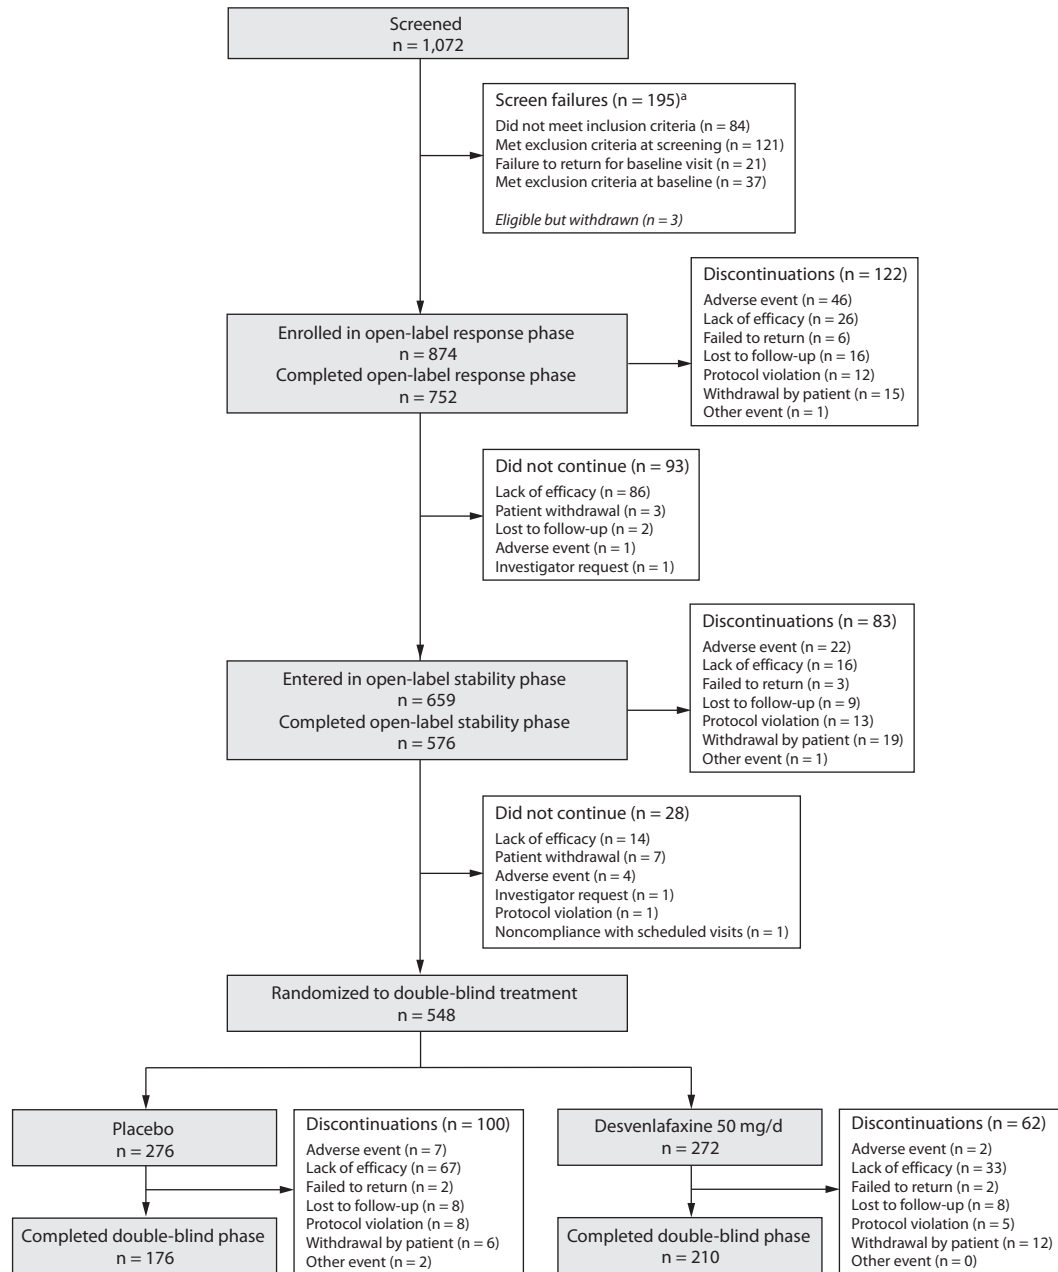 Screened
n = 1,072
Screen failures (n = 195)a
Did not meet inclusion criteria (n = 84)
Met exclusion criteria at screening (n = 121)
Failure to return for baseline visit (n = 21)
Met exclusion criteria at baseline (n = 37)
Eligible but withdrawn (n = 3)
Discontinuations (n = 122)
Adverse event (n = 46)
Lack of efficacy (n = 26)
Failed to return (n = 6)
Lost to follow-up (n = 16)
Protocol violation (n = 12)
Withdrawal by patient (n = 15)
Other event (n = 1)
Enrolled in open-label response phase
n = 874
Completed open-label response phase
n = 752
Did not continue (n = 93)
Lack of efficacy (n = 86)
Patient withdrawal (n = 3)
Lost to follow-up (n = 2)
Adverse event (n = 1)
Investigator request (n = 1)
Discontinuations (n = 83)
Adverse event (n = 22)
Lack of efficacy (n = 16)
Failed to return (n = 3)
Lost to follow-up (n = 9)
Protocol violation (n = 13)
Withdrawal by patient (n = 19)
Other event (n = 1)
Entered in open-label stability phase
n = 659
Completed open-label stability phase
n = 576
Did not continue (n = 28)
Lack of efficacy (n = 14)
Patient withdrawal (n = 7)
Adverse event (n = 4)
Investigator request (n = 1)
Protocol violation (n = 1)
Noncompliance with scheduled visits (n = 1)
Randomized to double-blind treatment
n = 548
Placebo
n = 276
Discontinuations (n = 100)
Adverse event (n = 7)
Lack of efficacy (n = 67)
Failed to return (n = 2)
Lost to follow-up (n = 8)
Protocol violation (n = 8)
Withdrawal by patient (n = 6)
Other event (n = 2)
Completed double-blind phase
n = 176
Desvenlafaxine 50 mg/d
n = 272
Discontinuations (n = 62)
Adverse event (n = 2)
Lack of efficacy (n = 33)
Failed to return (n = 2)
Lost to follow-up (n = 8)
Protocol violation (n = 5)
Withdrawal by patient (n = 12)
Other event (n = 0)
Completed double-blind phase
n = 210